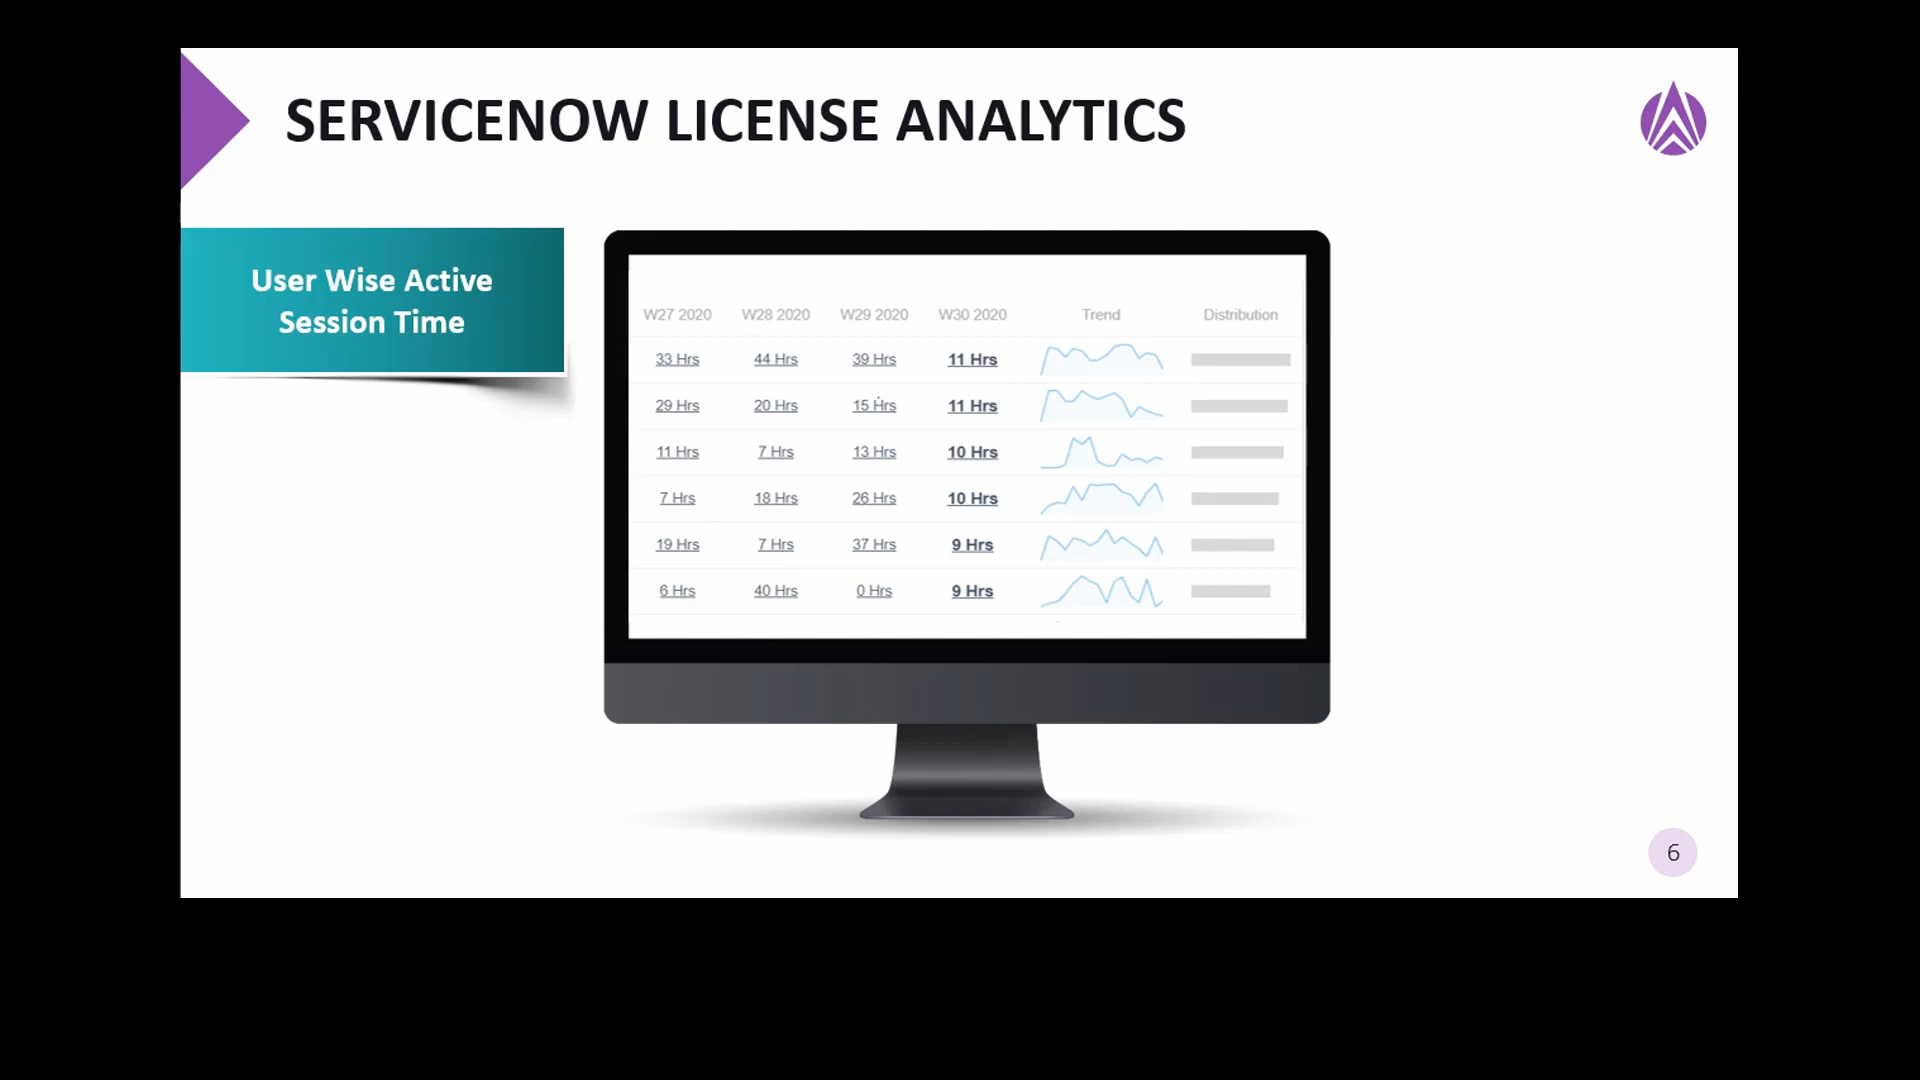 SERVICENOW LICENSE ANALYTICS
User Wise Active
Session Time
W27 2020 W28 2020 W29 2020 W30 2020 Trend Distribution
33 Hrs 44 Hrs 39 Hrs 11 Hrs
29 Hrs 20 Hrs 15 Hrs 11 Hrs
11 Hrs 7 Hrs 13 Hrs 10 Hrs
7 Hrs 18 Hrs 26 Hrs 10 Hrs
19 Hrs 7 Hrs 37 Hrs 9 Hrs
6 Hrs 40 Hrs 0 Hrs 9 Hrs
6